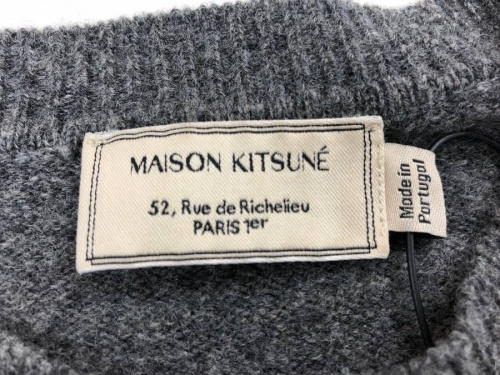 MAISON KITSUNÉ
52, Rue de Richelieu
PARIS 1er
Made in
Portugal